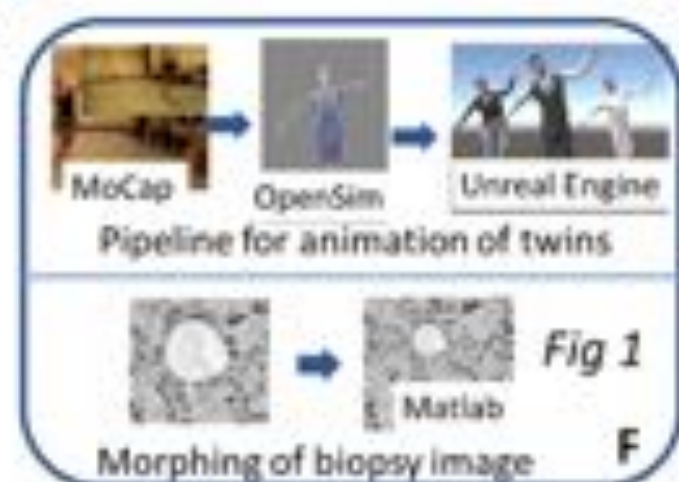 MoCap
OpenSim
Unreal Engine
Pipeline for animation of twins
Fig 1
Matlab
Morphing of biopsy image
F